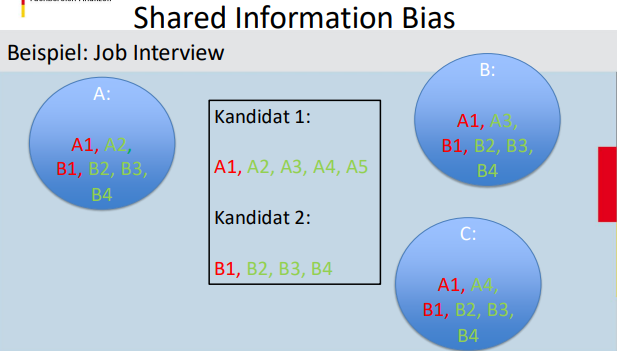 Shared Information Bias
Beispiel: Job Interview
A:
A1, A2,
B1, B2, B3,
B4
Kandidat 1:
A1, A2, A3, A4, A5
Kandidat 2:
B1, B2, B3, B4
B:
A1, A3,
B1, B2, B3,
B4
C:
A1, A4,
B1, B2, B3,
B4